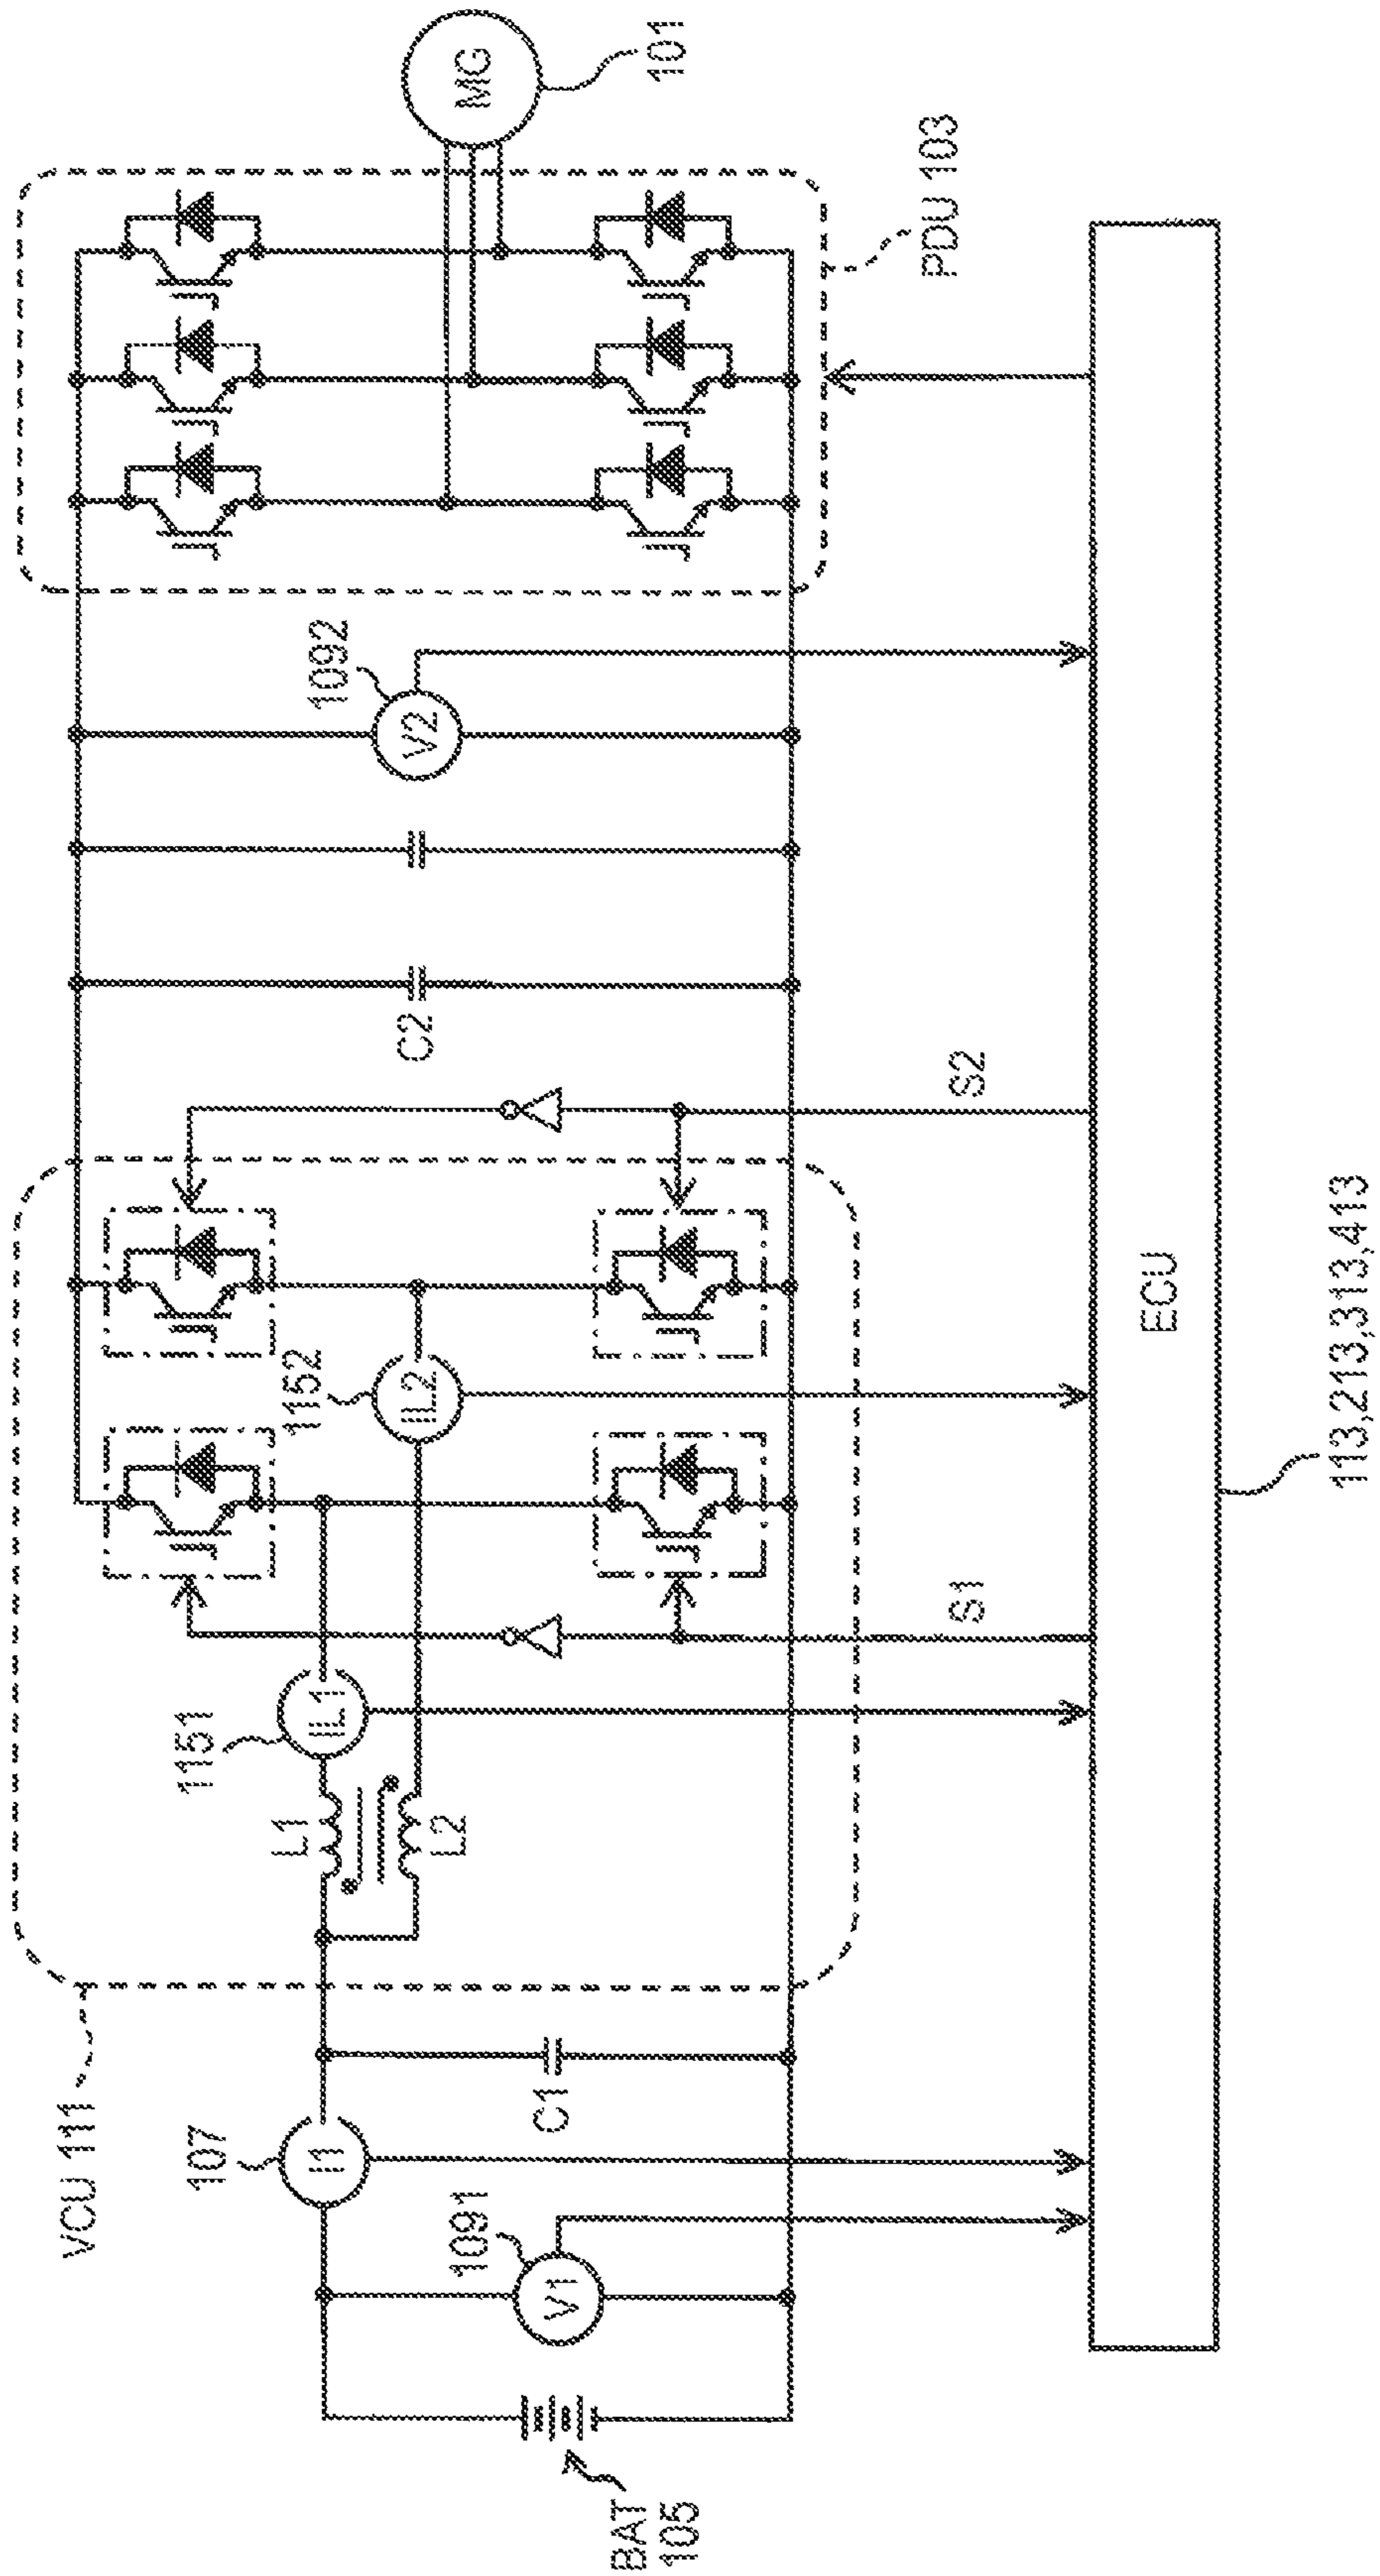 VCU 111
PDU 103
MG
101
BAT
105
V1
1091
I1
107
C1
L1
L2
IL1
1151
IL2
1152
S1
S2
C2
V2
1092
ECU
113,213,313,413